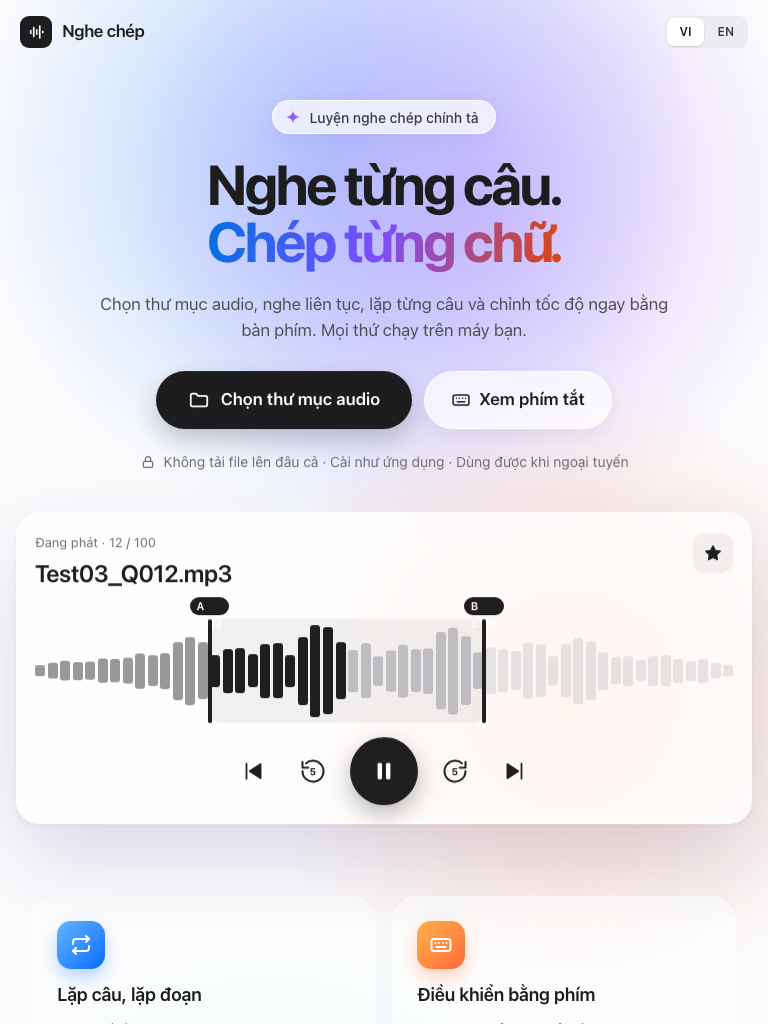 Nghe chép
VI
EN
Luyện nghe chép chính tả
Nghe từng câu.
Chép từng chữ.
Chọn thư mục audio, nghe liên tục, lặp từng câu và chỉnh tốc độ ngay bằng
bàn phím. Mọi thứ chạy trên máy bạn.
Chọn thư mục audio
Xem phím tắt
Không tải file lên đâu cả · Cài như ứng dụng · Dùng được khi ngoại tuyến
Đang phát · 12 / 100
Test03_Q012.mp3
A
B
5
5
Lặp câu, lặp đoạn
Điều khiển bằng phím